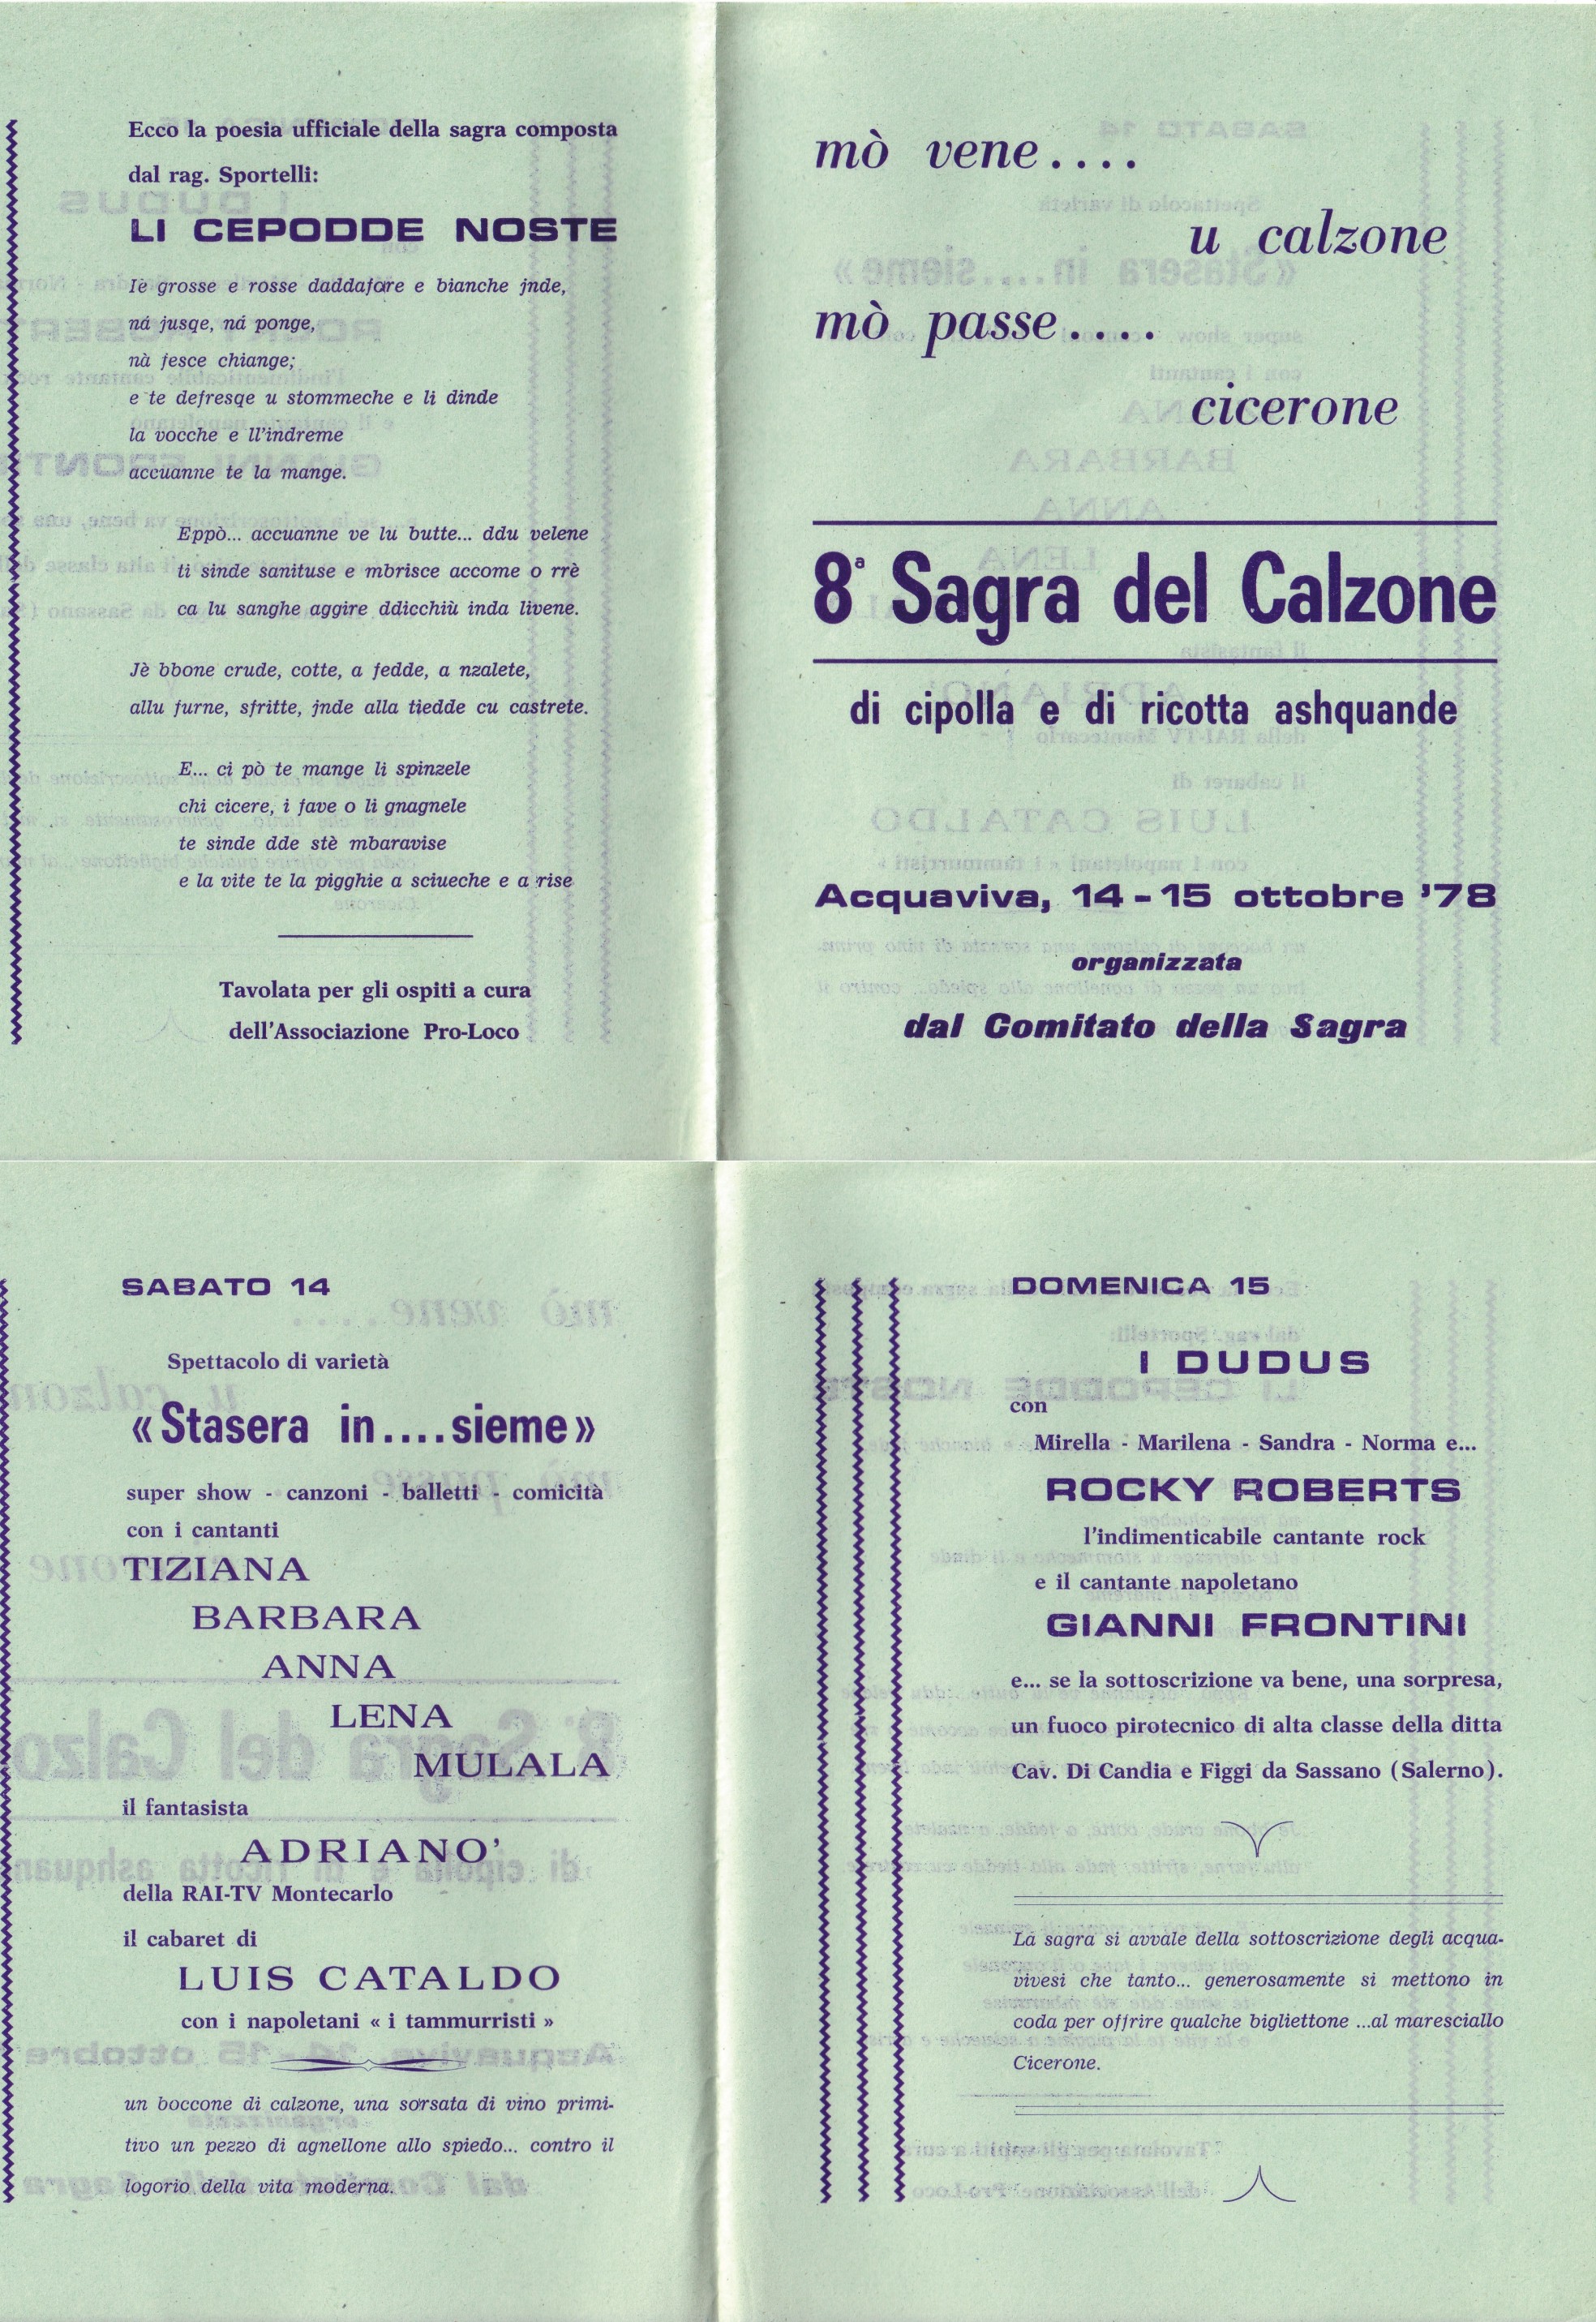 Ecco la poesia ufficiale della sagra composta
dal rag. Sportelli:
LI CEPODDE NOSTE
Iè grosse e rosse daddafore e bianche jnde,
ná jusqe, ná ponge,
nà fesce chiange;
e te defresqe u stommeche e li dinde
la vocche e ll'indreme
accuanne te la mange.
Eppò... accuanne ve lu butte... ddu velene
ti sinde sanituse e mbrisce accome o rrè
ca lu sanghe aggire ddicchiù inda livene.
Jè bbone crude, cotte, a fedde, a nzalete,
allu furne, sfritte, jnde alla tiedde cu castrete.
E... ci pò te mange li spinzele
chi cicere, i fave o li gnagnele
te sinde dde stè mbaravise
e la vite te la pigghie a sciueche e a rise
Tavolata per gli ospiti a cura
dell'Associazione Pro-Loco
mò vene....
u calzone
mò passe....
cicerone
8ª Sagra del Calzone
di cipolla e di ricotta ashquande
Acquaviva, 14-15 ottobre '78
organizzata
dal Comitato della Sagra
SABATO 14
Spettacolo di varietà
«Stasera in....sieme»
super show - canzoni - balletti - comicità
con i cantanti
TIZIANA
BARBARA
ANNA
LENA
MULALA
il fantasista
ADRIANO'
della RAI-TV Montecarlo
il cabaret di
LUIS CATALDO
con i napoletani « i tammurristi »
un boccone di calzone, una sorsata di vino primi-
tivo un pezzo di agnellone allo spiedo... contro il
logorio della vita moderna.
DOMENICA 15
I DUDUS
con
Mirella - Marilena - Sandra - Norma e...
ROCKY ROBERTS
l'indimenticabile cantante rock
e il cantante napoletano
GIANNI FRONTINI
e... se la sottoscrizione va bene, una sorpresa,
un fuoco pirotecnico di alta classe della ditta
Cav. Di Candia e Figgi da Sassano (Salerno).
La sagra si avvale della sottoscrizione degli acqua-
vivesi che tanto... generosamente si mettono in
coda per offrire qualche bigliettone ...al maresciallo
Cicerone.